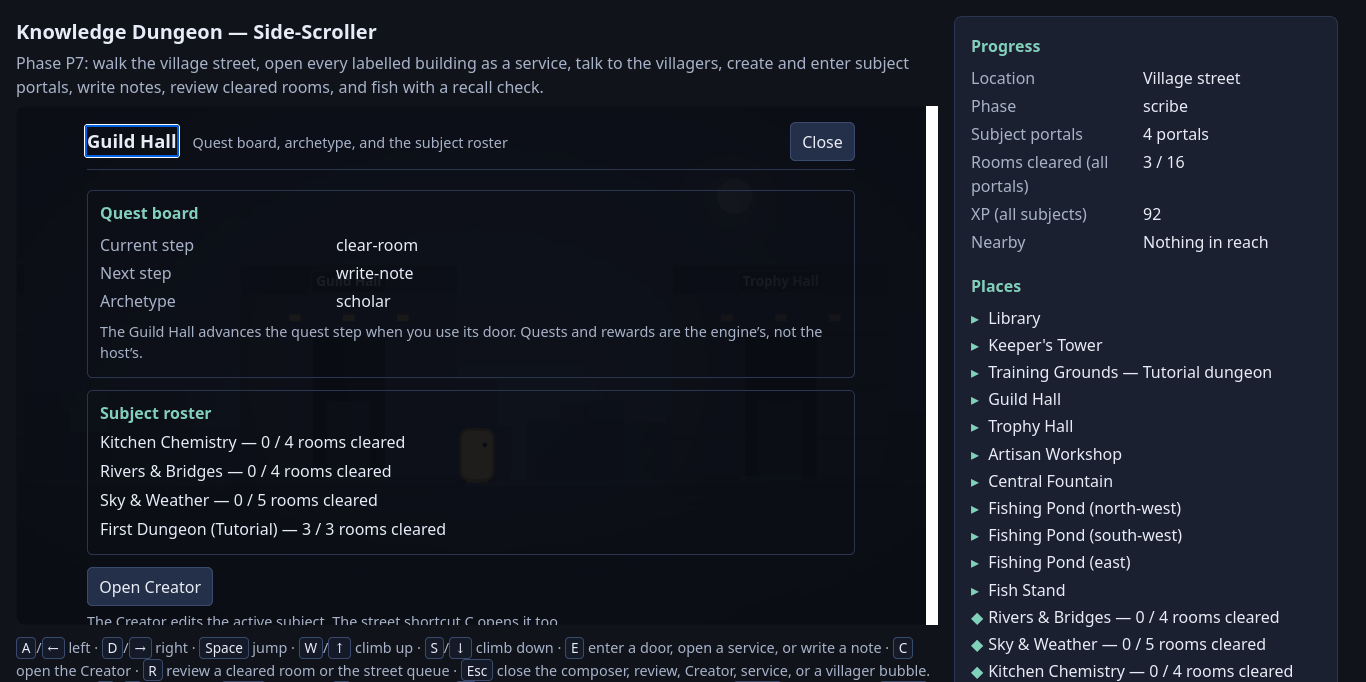 Knowledge Dungeon — Side-Scroller
Phase P7: walk the village street, open every labelled building as a service, talk to the villagers, create and enter subject
portals, write notes, review cleared rooms, and fish with a recall check.
Guild Hall Quest board, archetype, and the subject roster Close
Quest board
Current step clear-room
Next step write-note
Guild Hall Trophy Hall
Archetype scholar
The Guild Hall advances the quest step when you use its door. Quests and rewards are the engine’s, not the
host’s.
Subject roster
Kitchen Chemistry — 0 / 4 rooms cleared
Rivers & Bridges — 0 / 4 rooms cleared
Sky & Weather — 0 / 5 rooms cleared
First Dungeon (Tutorial) — 3 / 3 rooms cleared
Open Creator
The Creator edits the active subject. The street shortcut C opens it too.
A/← left · D/→ right · Space jump · W/↑ climb up · S/↓ climb down · E enter a door, open a service, or write a note · C
open the Creator · R review a cleared room or the street queue · Esc close the composer, review, Creator, service, or a villager bubble.
Progress
Location Village street
Phase scribe
Subject portals 4 portals
Rooms cleared (all 3 / 16
portals)
XP (all subjects) 92
Nearby Nothing in reach
Places
▸ Library
▸ Keeper's Tower
▸ Training Grounds — Tutorial dungeon
▸ Guild Hall
▸ Trophy Hall
▸ Artisan Workshop
▸ Central Fountain
▸ Fishing Pond (north-west)
▸ Fishing Pond (south-west)
▸ Fishing Pond (east)
▸ Fish Stand
◆ Rivers & Bridges — 0 / 4 rooms cleared
◆ Sky & Weather — 0 / 5 rooms cleared
◆ Kitchen Chemistry — 0 / 4 rooms cleared